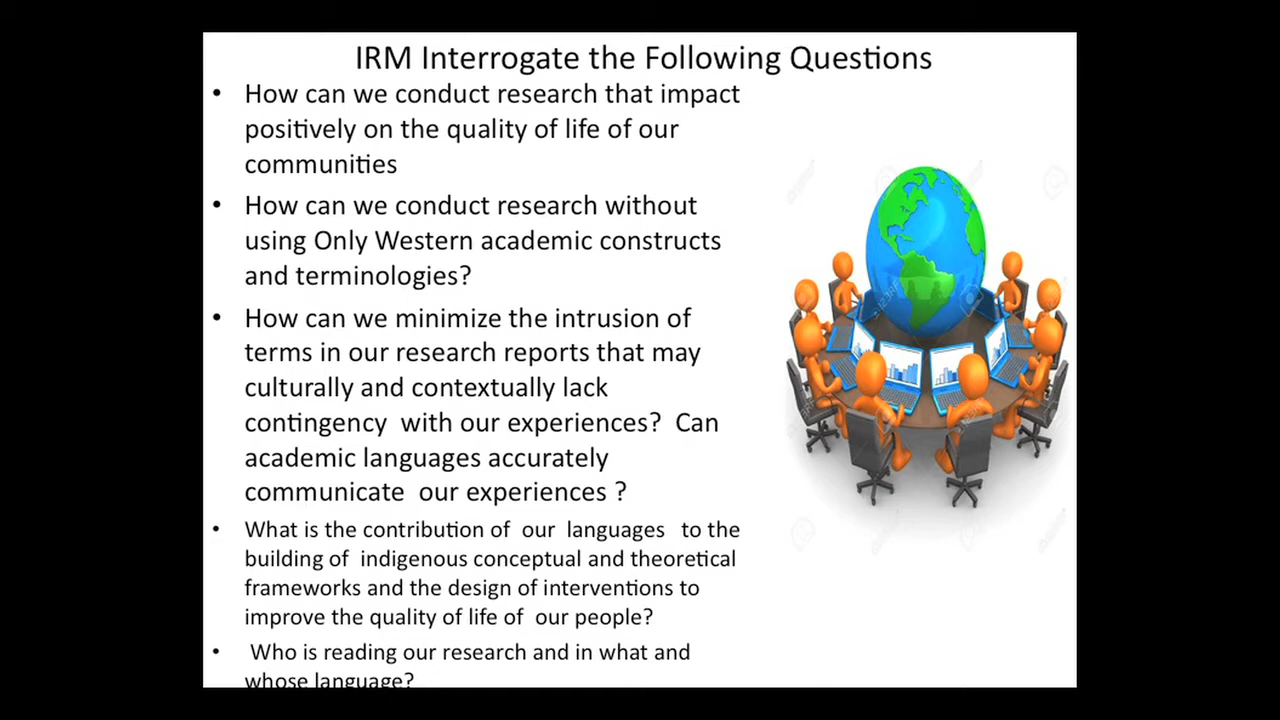 IRM Interrogate the Following Questions
• How can we conduct research that impact
positively on the quality of life of our
communities
• How can we conduct research without
using Only Western academic constructs
and terminologies?
• How can we minimize the intrusion of
terms in our research reports that may
culturally and contextually lack
contingency  with our experiences?  Can
academic languages accurately
communicate  our experiences ?
• What is the contribution of  our  languages   to the
building of  indigenous conceptual and theoretical
frameworks and the design of interventions to
improve the quality of life of  our people?
•  Who is reading our research and in what and
whose language?